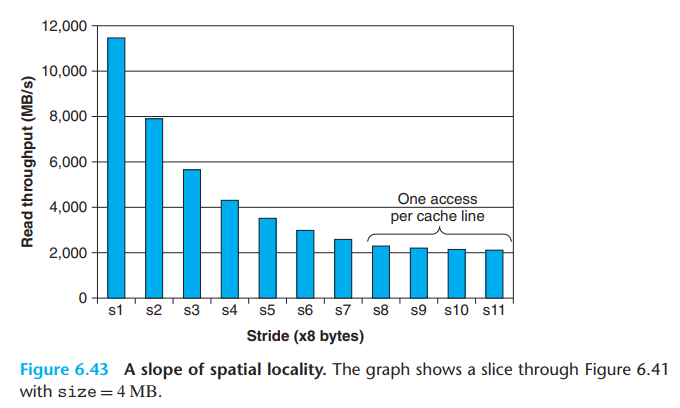 12,000
10,000
8,000
6,000
4,000
2,000
0
Read throughput (MB/s)
One access
per cache line
s1 s2 s3 s4 s5 s6 s7 s8 s9 s10 s11
Stride (x8 bytes)
Figure 6.43 A slope of spatial locality. The graph shows a slice through Figure 6.41
with size = 4 MB.